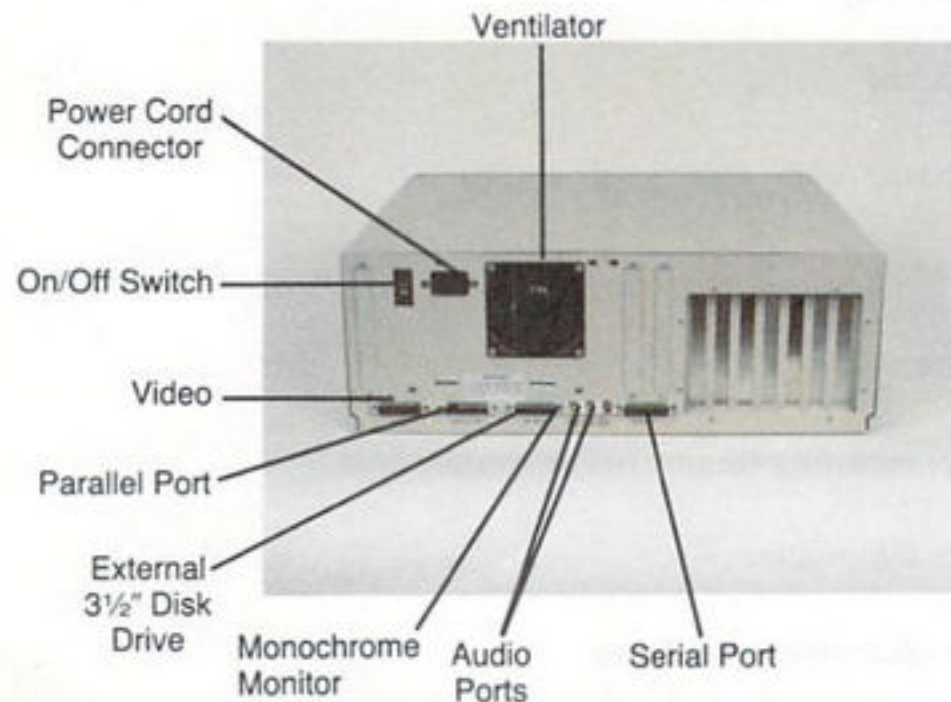 Ventilator
Power Cord
Connector
On/Off Switch
Video
Parallel Port
External
3½" Disk
Drive
Monochrome
Monitor
Audio
Ports
Serial Port